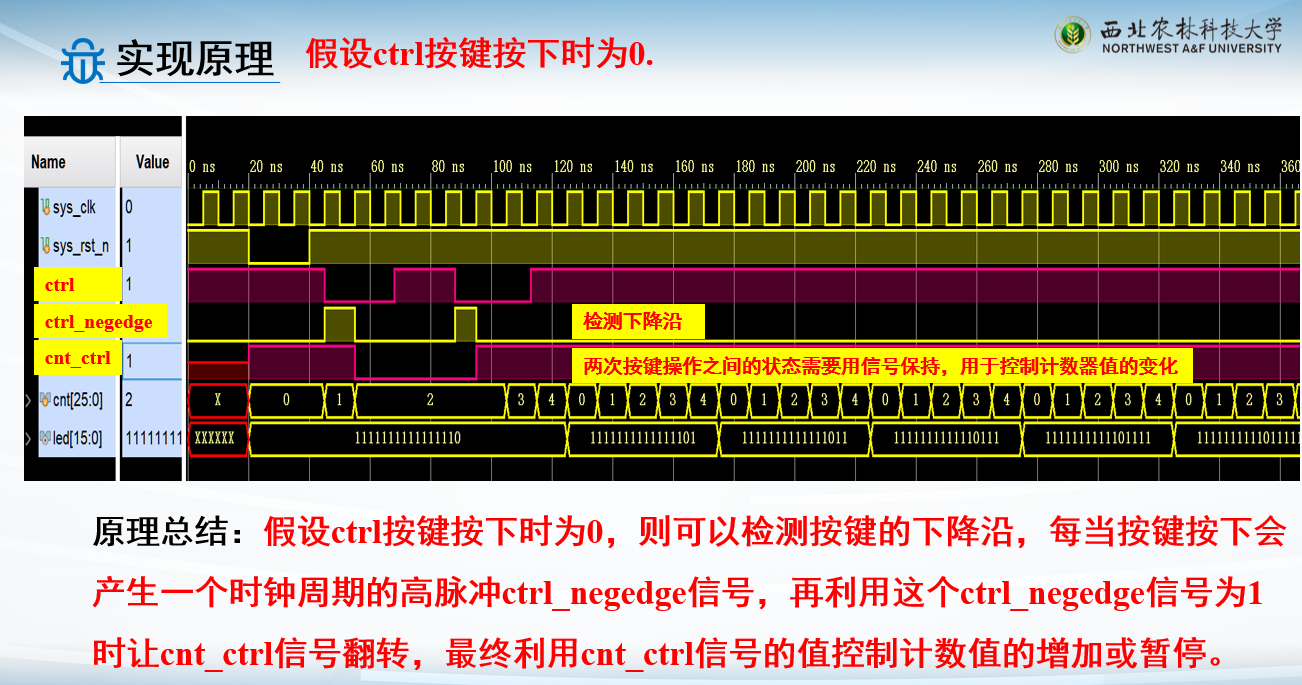 实现原理
假设ctrl按键按下时为0.
西北农林科技大学
NORTHWEST A&F UNIVERSITY
Name Value
0 ns 20 ns 40 ns 60 ns 80 ns 100 ns 120 ns 140 ns 160 ns 180 ns 200 ns 220 ns 240 ns 260 ns 280 ns 300 ns 320 ns 340 ns 360
sys_clk 0
sys_rst_n 1
ctrl 1
ctrl_negedge 检测下降沿
cnt_ctrl 1 两次按键操作之间的状态需要用信号保持，用于控制计数器值的变化
cnt[25:0] 2 X 0 1 2 3 4 0 1 2 3 4 0 1 2 3 4 0 1 2 3 4 0 1 2 3 4 0 1 2 3
led[15:0] 11111111 XXXXXX 1111111111111110 1111111111111101 1111111111111011 1111111111110111 1111111111101111 1111111111011111
原理总结：假设ctrl按键按下时为0，则可以检测按键的下降沿，每当按键按下会
产生一个时钟周期的高脉冲ctrl_negedge信号，再利用这个ctrl_negedge信号为1
时让cnt_ctrl信号翻转，最终利用cnt_ctrl信号的值控制计数值的增加或暂停。